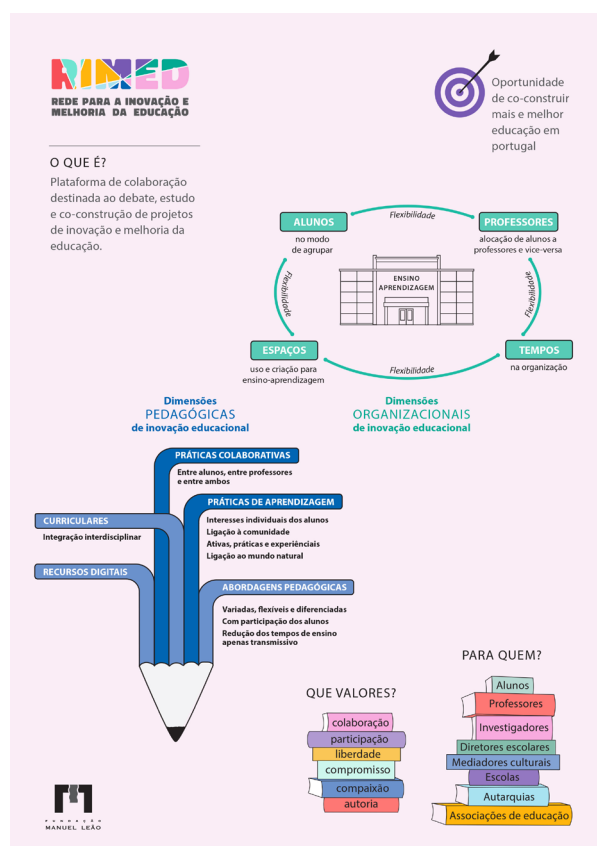 RIMED
REDE PARA A INOVAÇÃO E
MELHORIA DA EDUCAÇÃO
Oportunidade
de co-construir
mais e melhor
educação em
portugal
O QUE É?
Plataforma de colaboração
destinada ao debate, estudo
e co-construção de projetos
de inovação e melhoria da
educação.
Flexibilidade
ALUNOS
no modo
de agrupar
PROFESSORES
alocação de alunos a
professores e vice-versa
ENSINO
APRENDIZAGEM
Flexibilidade
Flexibilidade
ESPAÇOS
uso e criação para
ensino-aprendizagem
Flexibilidade
TEMPOS
na organização
Dimensões
PEDAGÓGICAS
de inovação educacional
Dimensões
ORGANIZACIONAIS
de inovação educacional
PRÁTICAS COLABORATIVAS
Entre alunos, entre professores
e entre ambos
PRÁTICAS DE APRENDIZAGEM
Interesses individuais dos alunos
Ligação à comunidade
Ativas, práticas e experiênciais
Ligação ao mundo natural
CURRICULARES
Integração interdisciplinar
RECURSOS DIGITAIS
ABORDAGENS PEDAGÓGICAS
Variadas, flexíveis e diferenciadas
Com participação dos alunos
Redução dos tempos de ensino
apenas transmissivo
QUE VALORES?
colaboração
participação
liberdade
compromisso
compaixão
autoria
PARA QUEM?
Alunos
Professores
Investigadores
Diretores escolares
Mediadores culturais
Escolas
Autarquias
Associações de educação
FUNDAÇÃO
MANUEL LEÃO